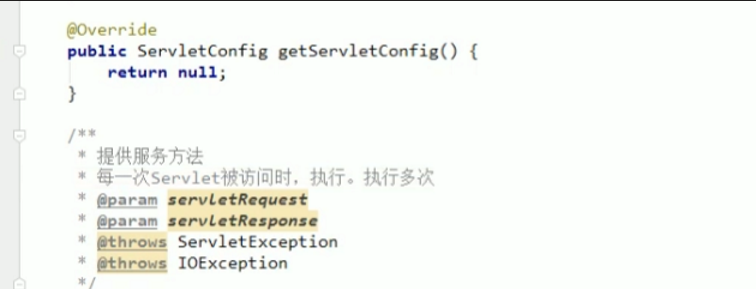 @Override
public ServletConfig getServletConfig() {
    return null;
}
/**
 * 提供服务方法
 * 每一次Servlet被访问时，执行。执行多次
 * @param servletRequest
 * @param servletResponse
 * @throws ServletException
 * @throws IOException
 */